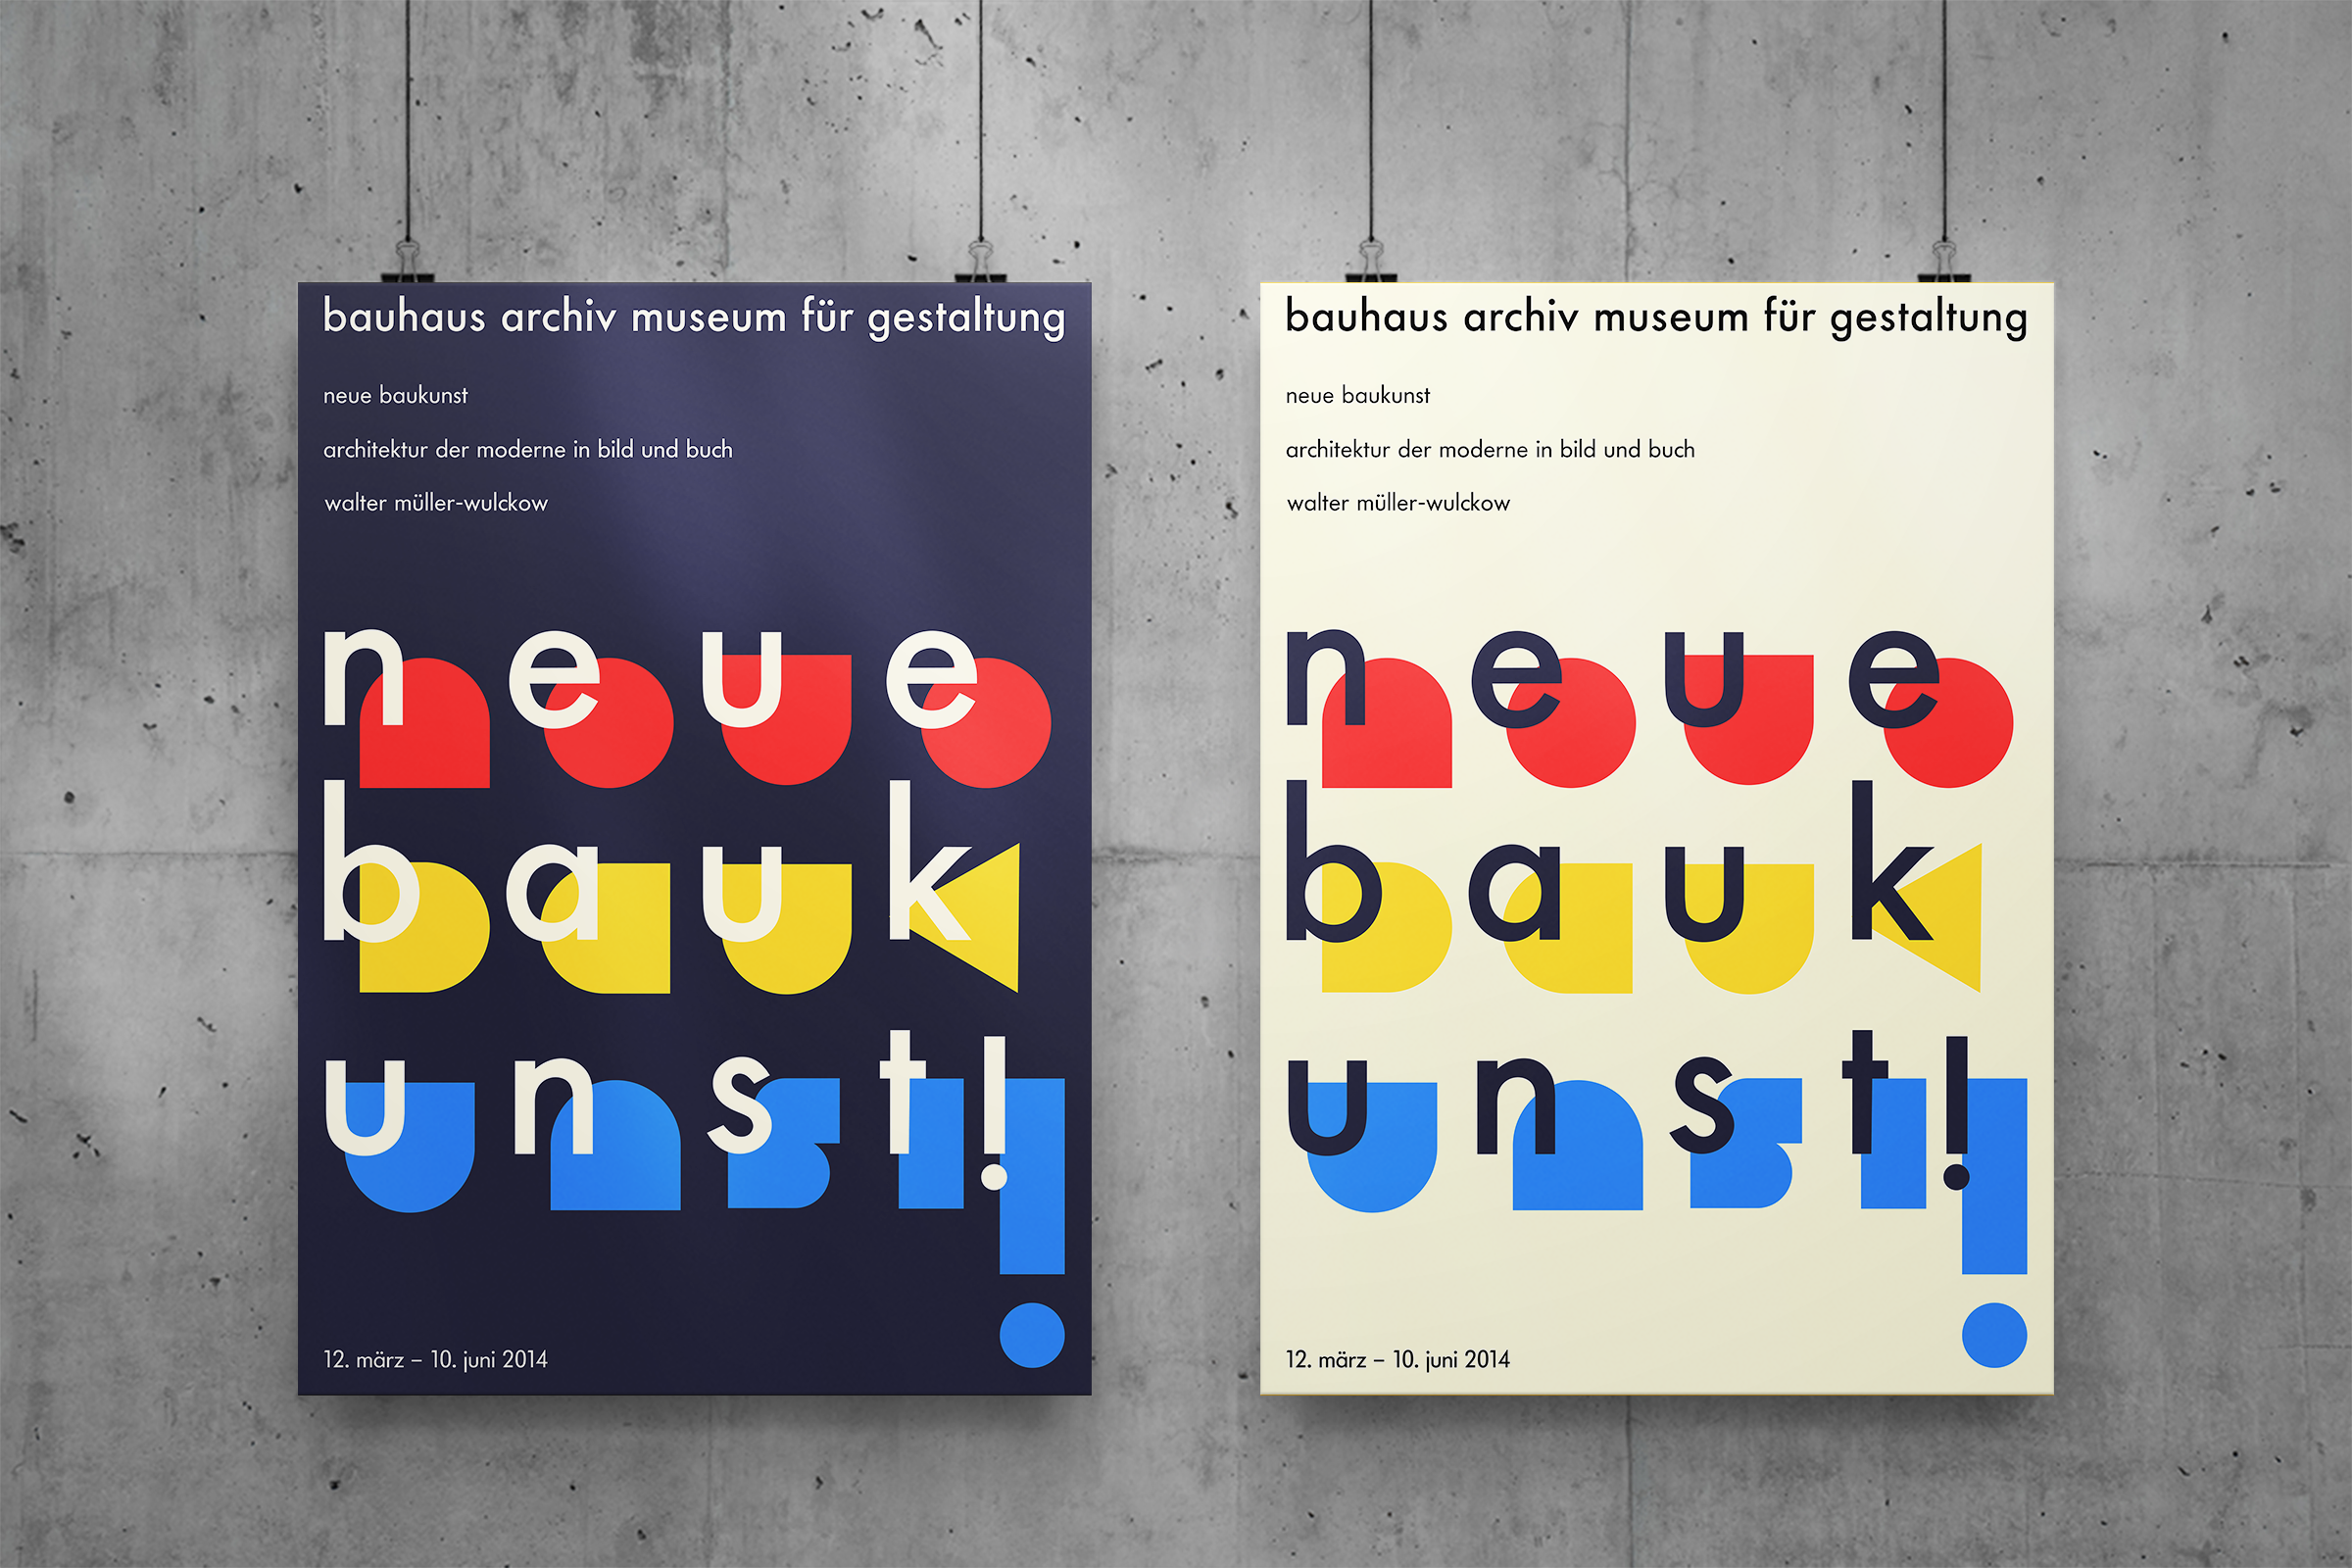 bauhaus archiv museum für gestaltung
neue baukunst
architektur der moderne in bild und buch
walter müller-wulckow
neue
bauk
unst!
12. märz – 10. juni 2014
bauhaus archiv museum für gestaltung
neue baukunst
architektur der moderne in bild und buch
walter müller-wulckow
neue
bauk
unst!
12. märz – 10. juni 2014